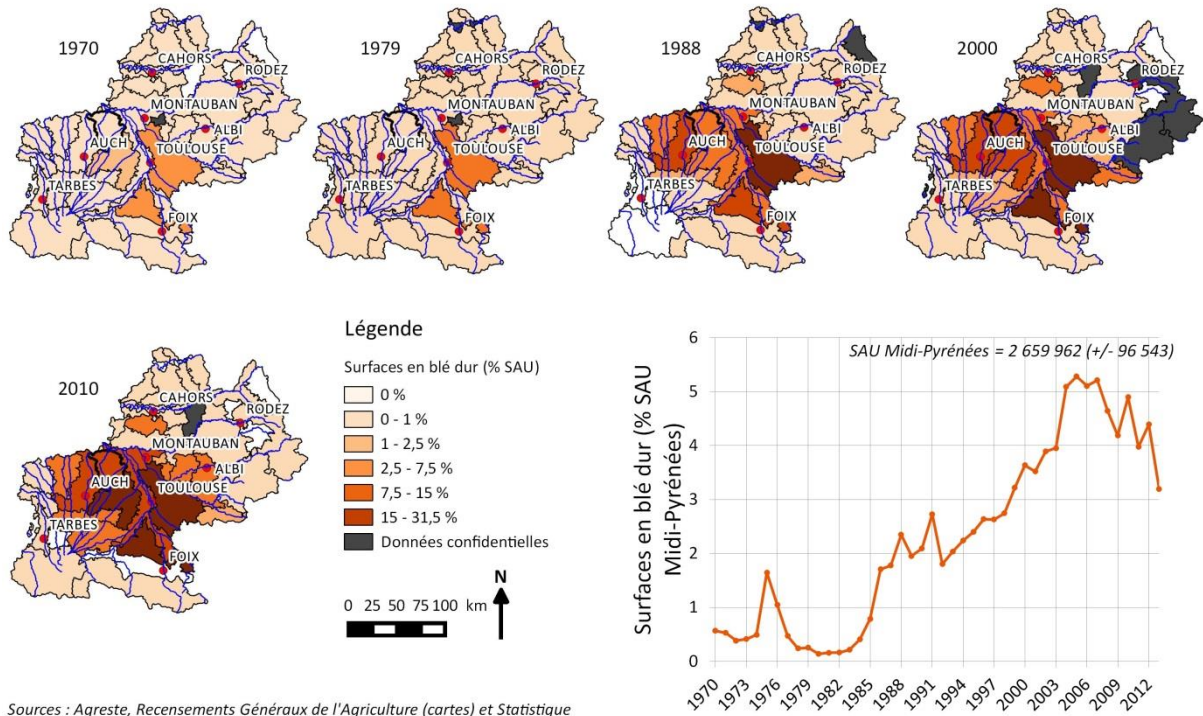 1970
CAHORS
RODEZ
MONTAUBAN
ALBI
AUCH
TOULOUSE
TARBES
FOIX
1979
CAHORS
RODEZ
MONTAUBAN
ALBI
AUCH
TOULOUSE
TARBES
FOIX
1988
CAHORS
RODEZ
MONTAUBAN
ALBI
AUCH
TOULOUSE
TARBES
FOIX
2000
CAHORS
RODEZ
MONTAUBAN
ALBI
AUCH
TOULOUSE
TARBES
FOIX
2010
CAHORS
RODEZ
MONTAUBAN
ALBI
AUCH
TOULOUSE
TARBES
FOIX
Légende
Surfaces en blé dur (% SAU)
0 %
0 - 1 %
1 - 2,5 %
2,5 - 7,5 %
7,5 - 15 %
15 - 31,5 %
Données confidentielles
N
0 25 50 75 100 km
Surfaces en blé dur (% SAU
Midi-Pyrénées)
SAU Midi-Pyrénées = 2 659 962 (+/- 96 543)
6
5
4
3
2
1
0
1970 1973 1976 1979 1982 1985 1988 1991 1994 1997 2000 2003 2006 2009 2012
Sources : Agreste, Recensements Généraux de l'Agriculture (cartes) et Statistique